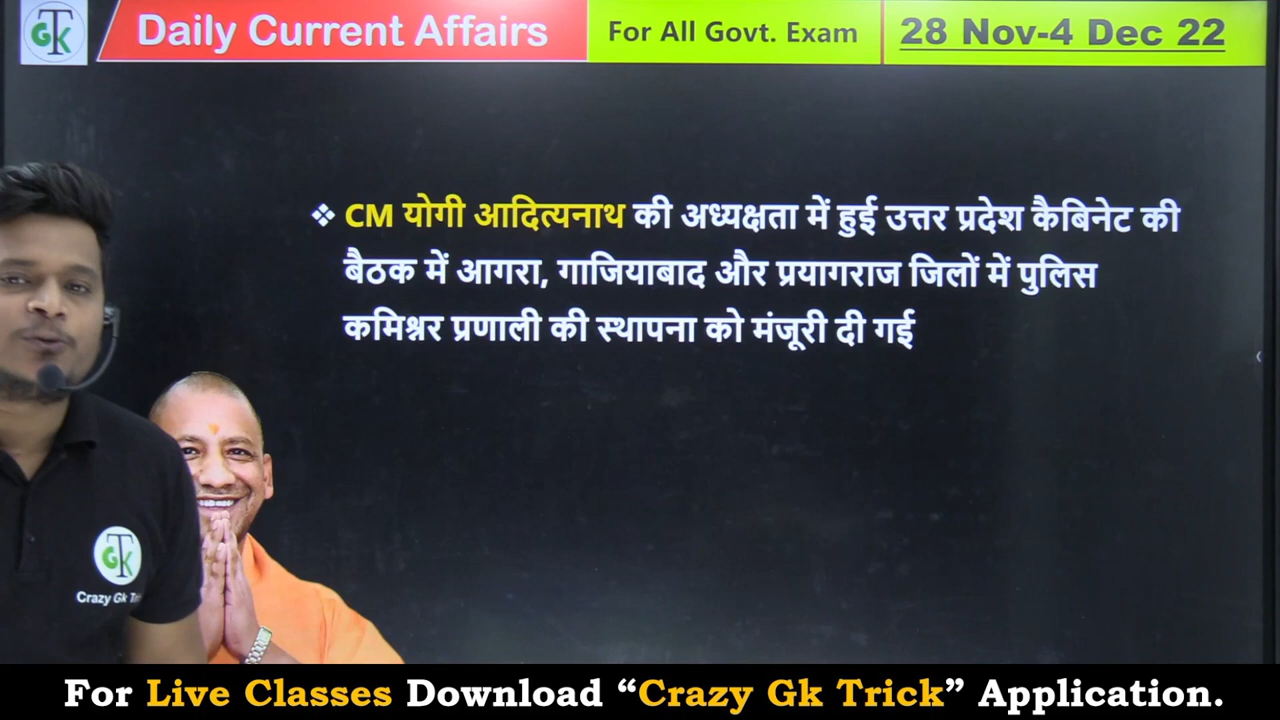 GTK
Daily Current Affairs
For All Govt. Exam
28 Nov-4 Dec 22
❖ CM योगी आदित्यनाथ की अध्यक्षता में हुई उत्तर प्रदेश कैबिनेट की
बैठक में आगरा, गाजियाबाद और प्रयागराज जिलों में पुलिस
कमिश्नर प्रणाली की स्थापना को मंजूरी दी गई
GTK
Crazy Gk
For Live Classes Download “Crazy Gk Trick” Application.